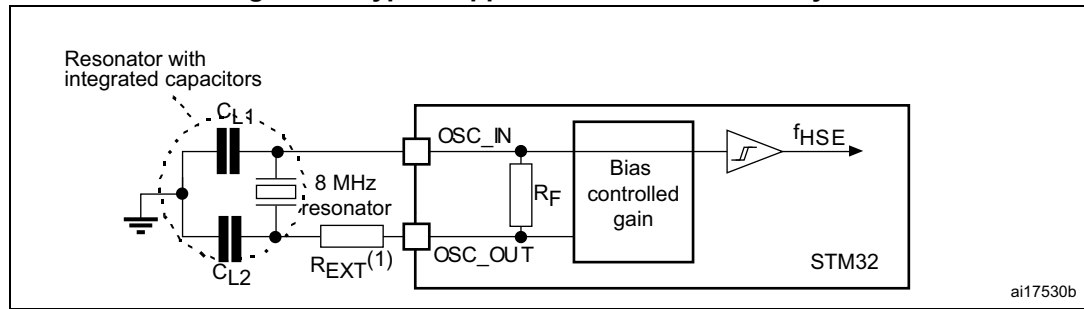 Resonator with
integrated capacitors
CL1
OSC_IN
fHSE
8 MHz
resonator
RF
Bias
controlled
gain
REXT(1)
OSC_OUT
CL2
STM32
ai17530b